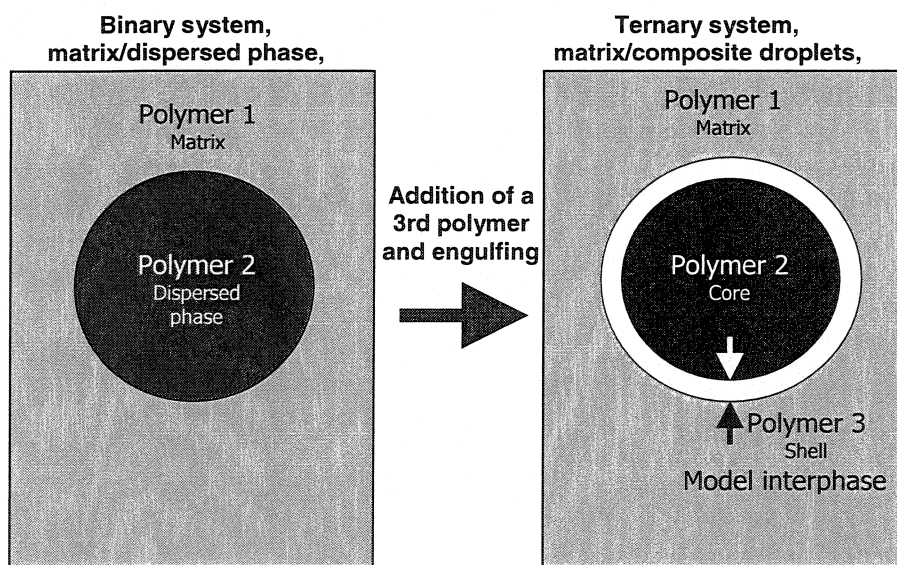 Binary system,
matrix/dispersed phase,
Polymer 1
Matrix
Polymer 2
Dispersed
phase
Addition of a
3rd polymer
and engulfing
Ternary system,
matrix/composite droplets,
Polymer 1
Matrix
Polymer 2
Core
Polymer 3
Shell
Model interphase